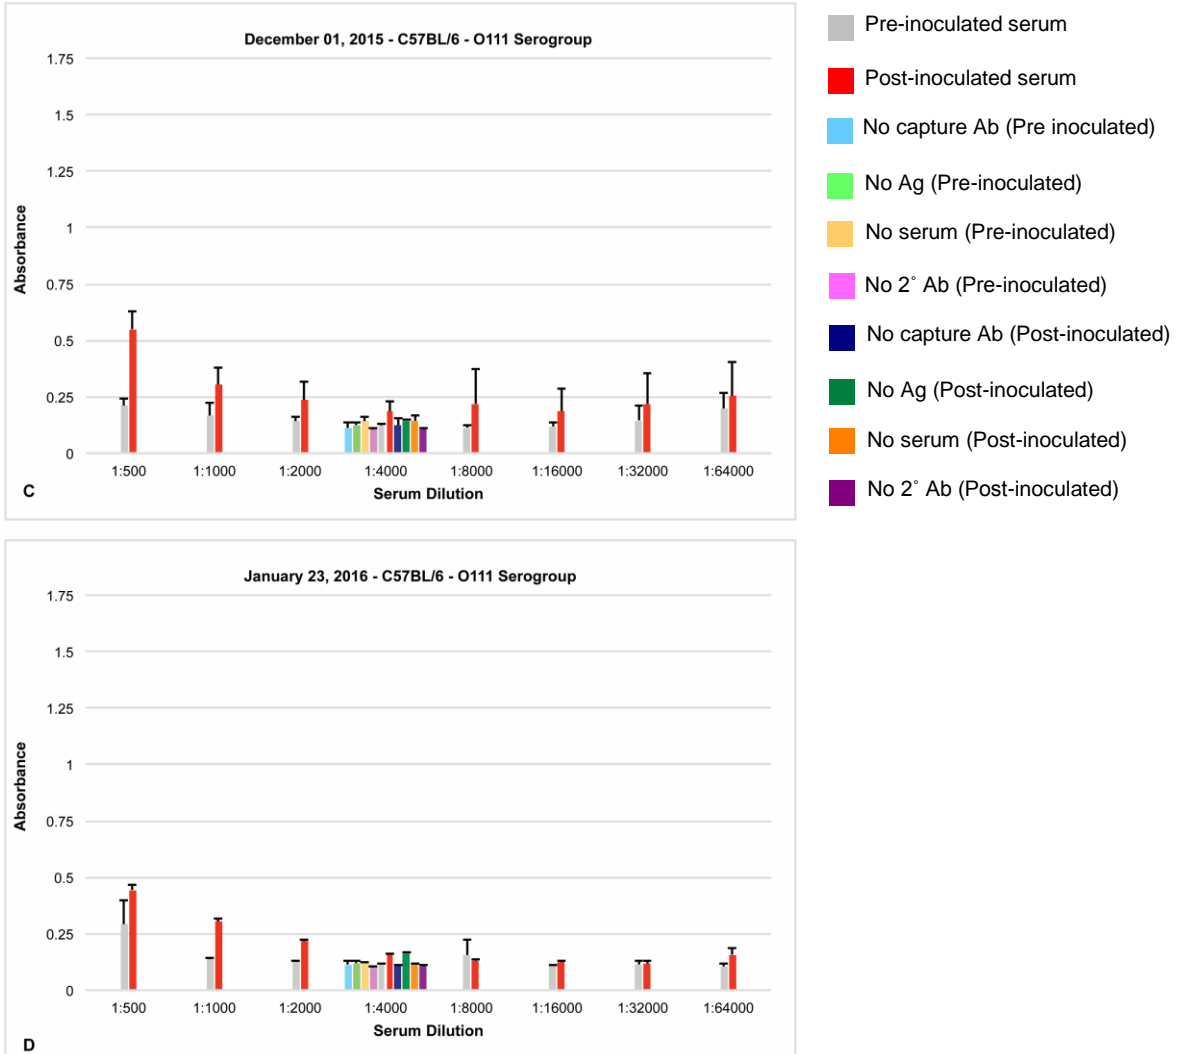 December 01, 2015 - C57BL/6 - O111 Serogroup
1.75
1.5
1.25
1
0.75
0.5
0.25
0
Absorbance
1:500 1:1000 1:2000 1:4000 1:8000 1:16000 1:32000 1:64000
Serum Dilution
C
Pre-inoculated serum
Post-inoculated serum
No capture Ab (Pre inoculated)
No Ag (Pre-inoculated)
No serum (Pre-inoculated)
No 2˚ Ab (Pre-inoculated)
No capture Ab (Post-inoculated)
No Ag (Post-inoculated)
No serum (Post-inoculated)
No 2˚ Ab (Post-inoculated)
January 23, 2016 - C57BL/6 - O111 Serogroup
1.75
1.5
1.25
1
0.75
0.5
0.25
0
Absorbance
1:500 1:1000 1:2000 1:4000 1:8000 1:16000 1:32000 1:64000
Serum Dilution
D